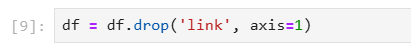 [9]: df = df.drop('link', axis=1)